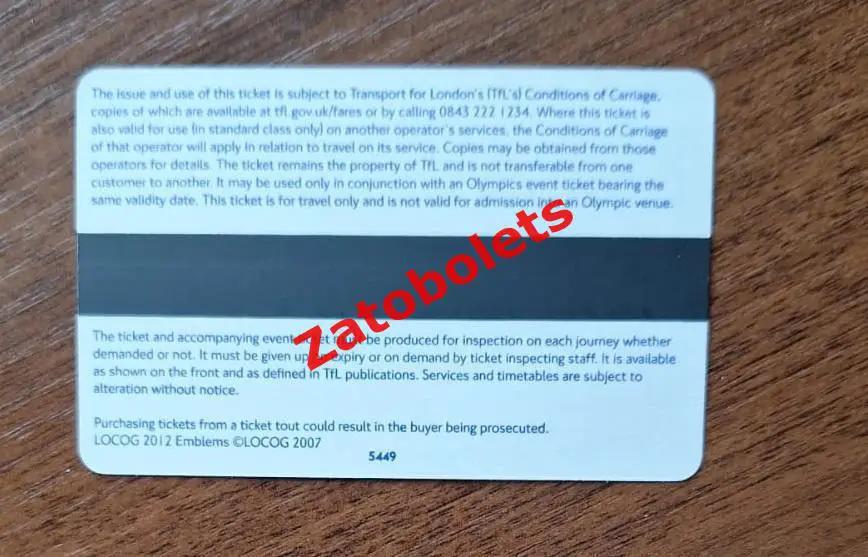 The issue and use of this ticket is subject to Transport for London's (TfL's) Conditions of Carriage,
copies of which are available at tfl.gov.uk/fares or by calling 0843 222 1234. Where this ticket is
also valid for use (in standard class only) on another operator's services, the Conditions of Carriage
of that operator will apply in relation to travel on its service. Copies may be obtained from those
operators for details. The ticket remains the property of TfL and is not transferable from one
customer to another. It may be used only in conjunction with an Olympics event ticket bearing the
same validity date. This ticket is for travel only and is not valid for admission into an Olympic venue.
Zatobolets
The ticket and accompanying event ticket must be produced for inspection on each journey whether
demanded or not. It must be given up on expiry or on demand by ticket inspecting staff. It is available
as shown on the front and as defined in TfL publications. Services and timetables are subject to
alteration without notice.
Purchasing tickets from a ticket tout could result in the buyer being prosecuted.
LOCOG 2012 Emblems ©LOCOG 2007
5449